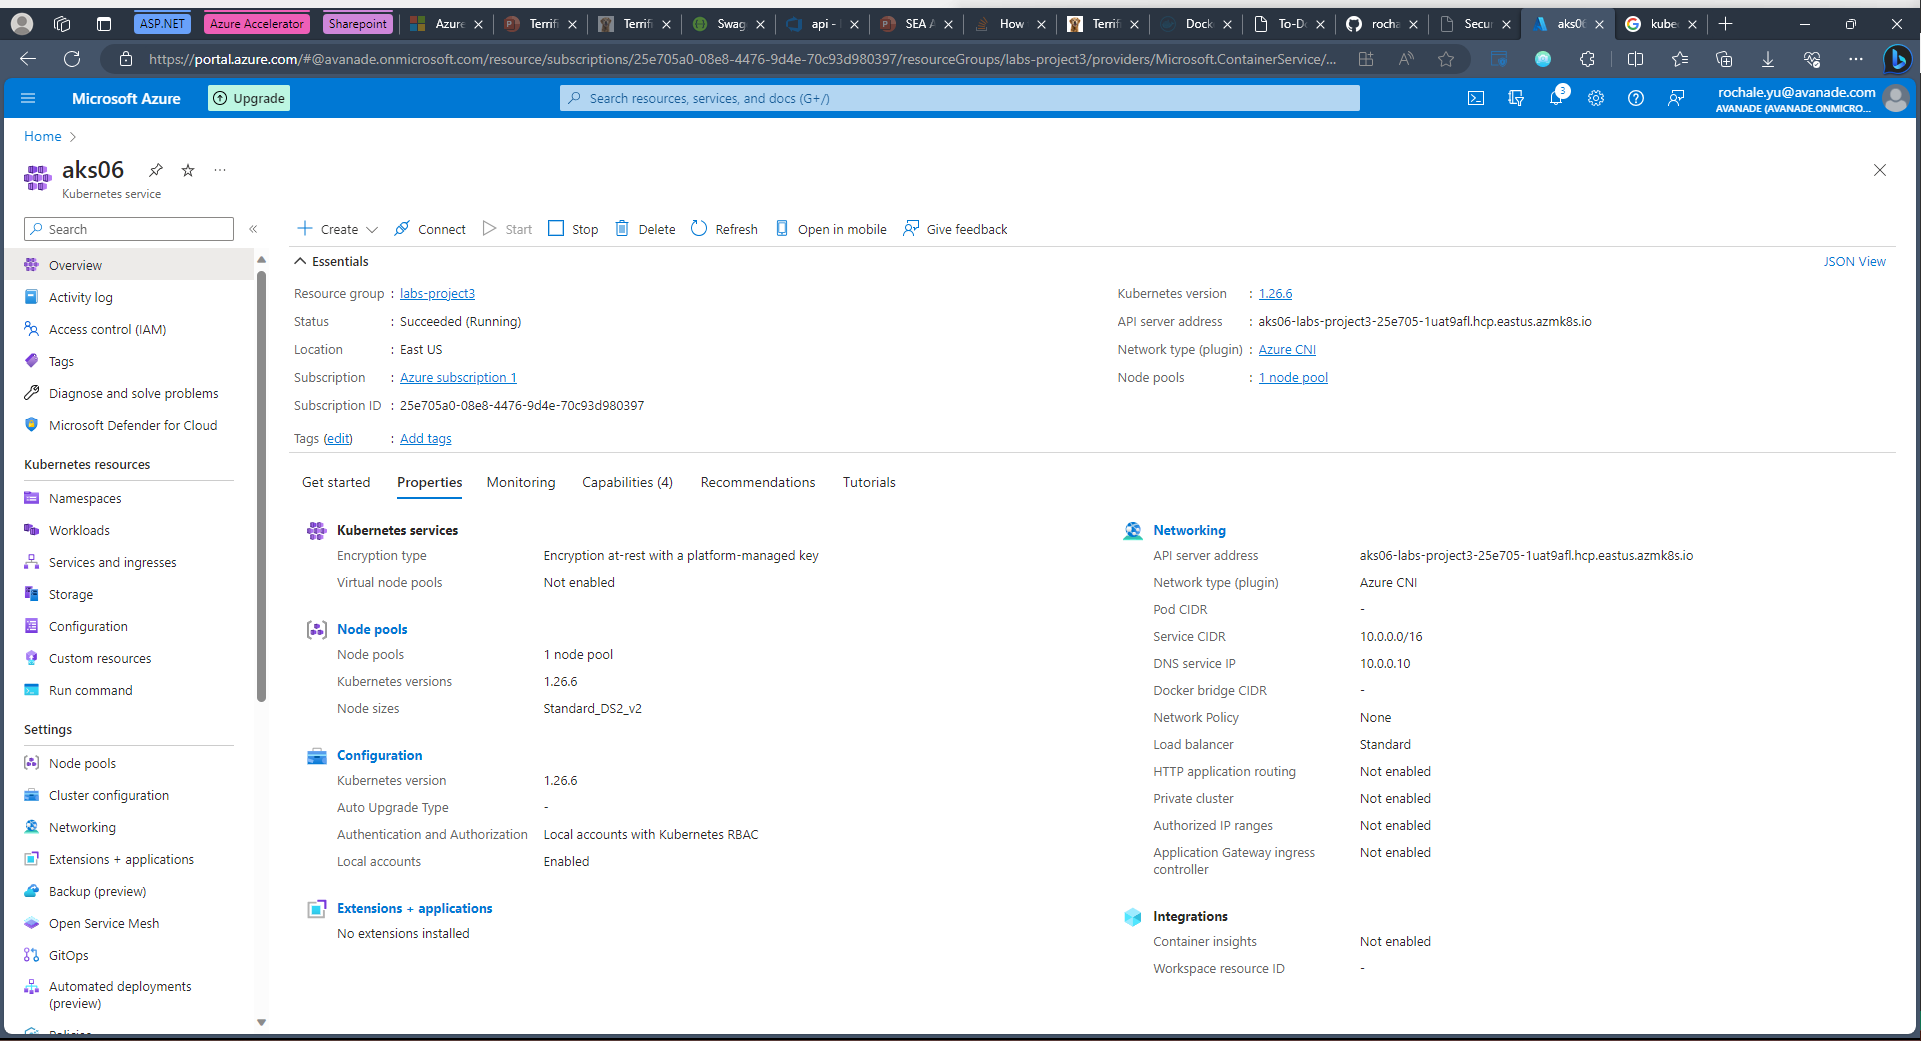 ASP.NET Azure Accelerator Sharepoint Azure Terrifi Terrifi Swag api - SEA A How Terrifi Dock To-D rocha Secu aks06 kube
https://portal.azure.com/#@avanade.onmicrosoft.com/resource/subscriptions/25e705a0-08e8-4476-9d4e-70c93d980397/resourceGroups/labs-project3/providers/Microsoft.ContainerService/...
Microsoft Azure Upgrade Search resources, services, and docs (G+/) 3 rochale.yu@avanade.com
AVANADE (AVANADE.ONMICRO...
Home
aks06
Kubernetes service
Search
Create Connect Start Stop Delete Refresh Open in mobile Give feedback
Overview
Activity log
Access control (IAM)
Tags
Diagnose and solve problems
Microsoft Defender for Cloud
Kubernetes resources
Namespaces
Workloads
Services and ingresses
Storage
Configuration
Custom resources
Run command
Settings
Node pools
Cluster configuration
Networking
Extensions + applications
Backup (preview)
Open Service Mesh
GitOps
Automated deployments
(preview)
Policies
Essentials
JSON View
Resource group : labs-project3
Status : Succeeded (Running)
Location : East US
Subscription : Azure subscription 1
Subscription ID : 25e705a0-08e8-4476-9d4e-70c93d980397
Tags (edit) : Add tags
Kubernetes version : 1.26.6
API server address : aks06-labs-project3-25e705-1uat9afl.hcp.eastus.azmk8s.io
Network type (plugin) : Azure CNI
Node pools : 1 node pool
Get started Properties Monitoring Capabilities (4) Recommendations Tutorials
Kubernetes services
Encryption type Encryption at-rest with a platform-managed key
Virtual node pools Not enabled
Node pools
Node pools 1 node pool
Kubernetes versions 1.26.6
Node sizes Standard_DS2_v2
Configuration
Kubernetes version 1.26.6
Auto Upgrade Type -
Authentication and Authorization Local accounts with Kubernetes RBAC
Local accounts Enabled
Extensions + applications
No extensions installed
Networking
API server address aks06-labs-project3-25e705-1uat9afl.hcp.eastus.azmk8s.io
Network type (plugin) Azure CNI
Pod CIDR -
Service CIDR 10.0.0.0/16
DNS service IP 10.0.0.10
Docker bridge CIDR -
Network Policy None
Load balancer Standard
HTTP application routing Not enabled
Private cluster Not enabled
Authorized IP ranges Not enabled
Application Gateway ingress Not enabled
controller
Integrations
Container insights Not enabled
Workspace resource ID -